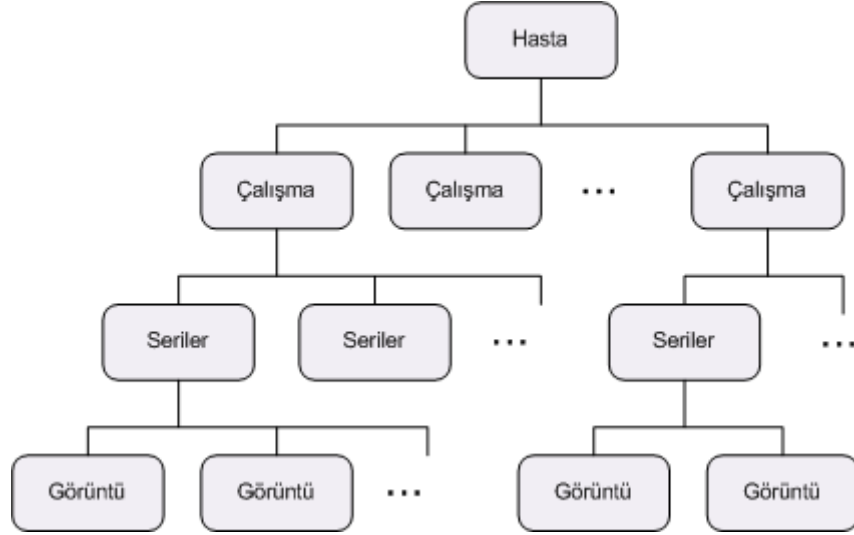 Hasta
Çalışma
Çalışma
...
Çalışma
Seriler
Seriler
...
Seriler
...
Görüntü
Görüntü
...
Görüntü
Görüntü